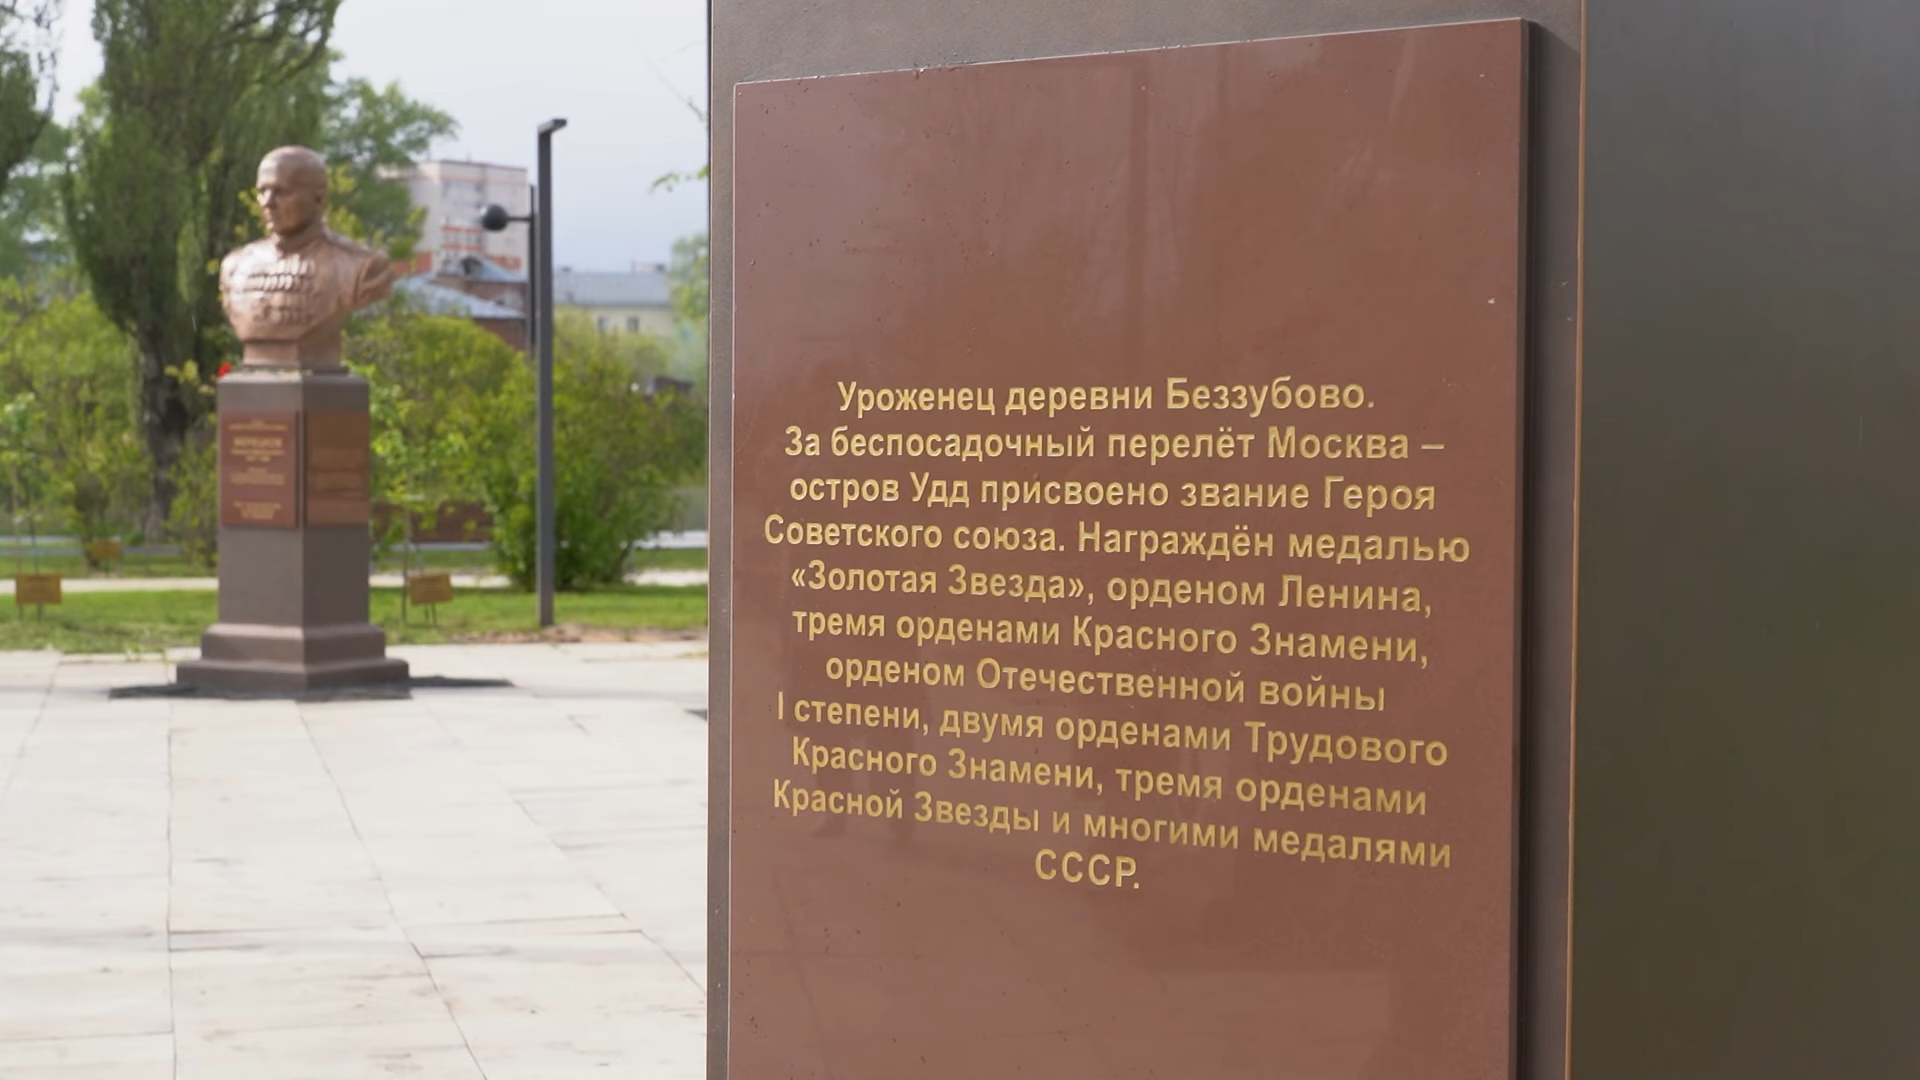 Уроженец деревни Беззубово.
За беспосадочный перелёт Москва –
остров Удд присвоено звание Героя
Советского союза. Награждён медалью
«Золотая Звезда», орденом Ленина,
тремя орденами Красного Знамени,
орденом Отечественной войны
I степени, двумя орденами Трудового
Красного Знамени, тремя орденами
Красной Звезды и многими медалями
СССР.